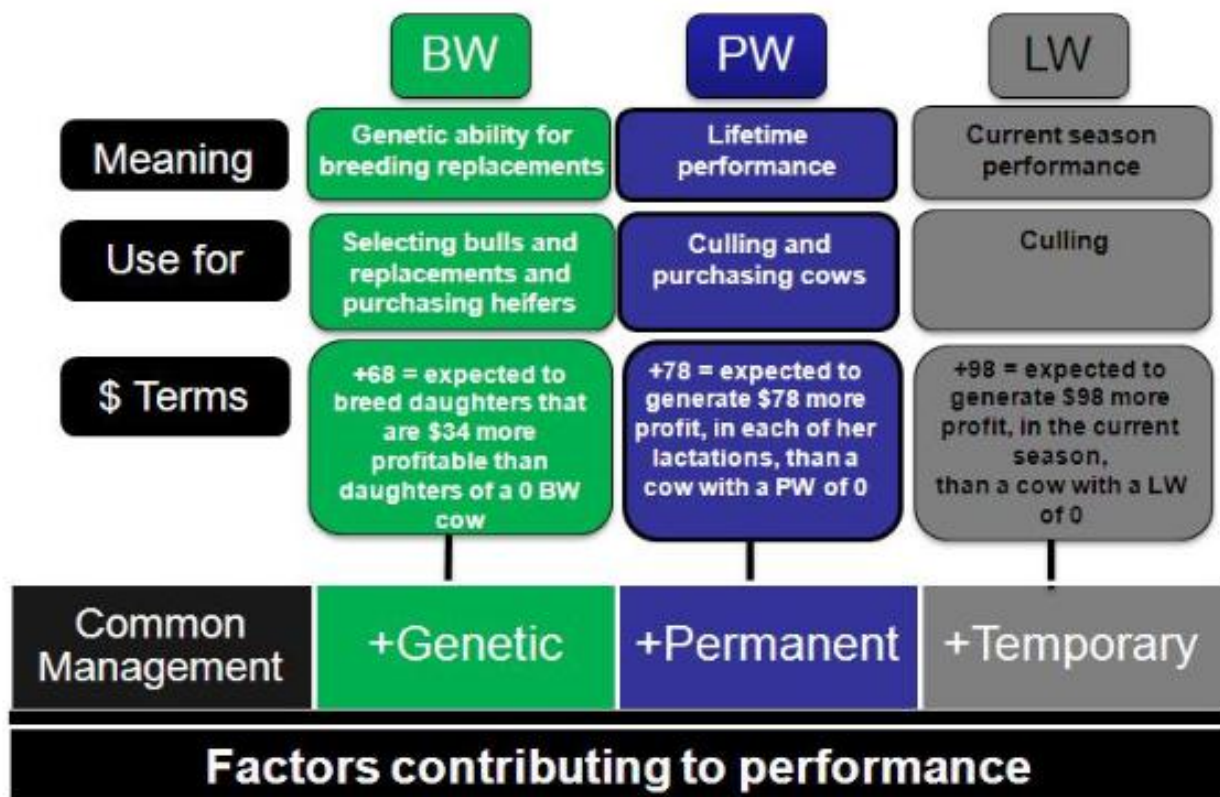 BW
PW
LW
Meaning
Genetic ability for
breeding replacements
Lifetime
performance
Current season
performance
Use for
Selecting bulls and
replacements and
purchasing heifers
Culling and
purchasing cows
Culling
$ Terms
+68 = expected to
breed daughters that
are $34 more
profitable than
daughters of a 0 BW
cow
+78 = expected to
generate $78 more
profit, in each of her
lactations, than a
cow with a PW of 0
+98 = expected to
generate $98 more
profit, in the current
season,
than a cow with a LW
of 0
Common
Management
+Genetic
+Permanent
+Temporary
Factors contributing to performance